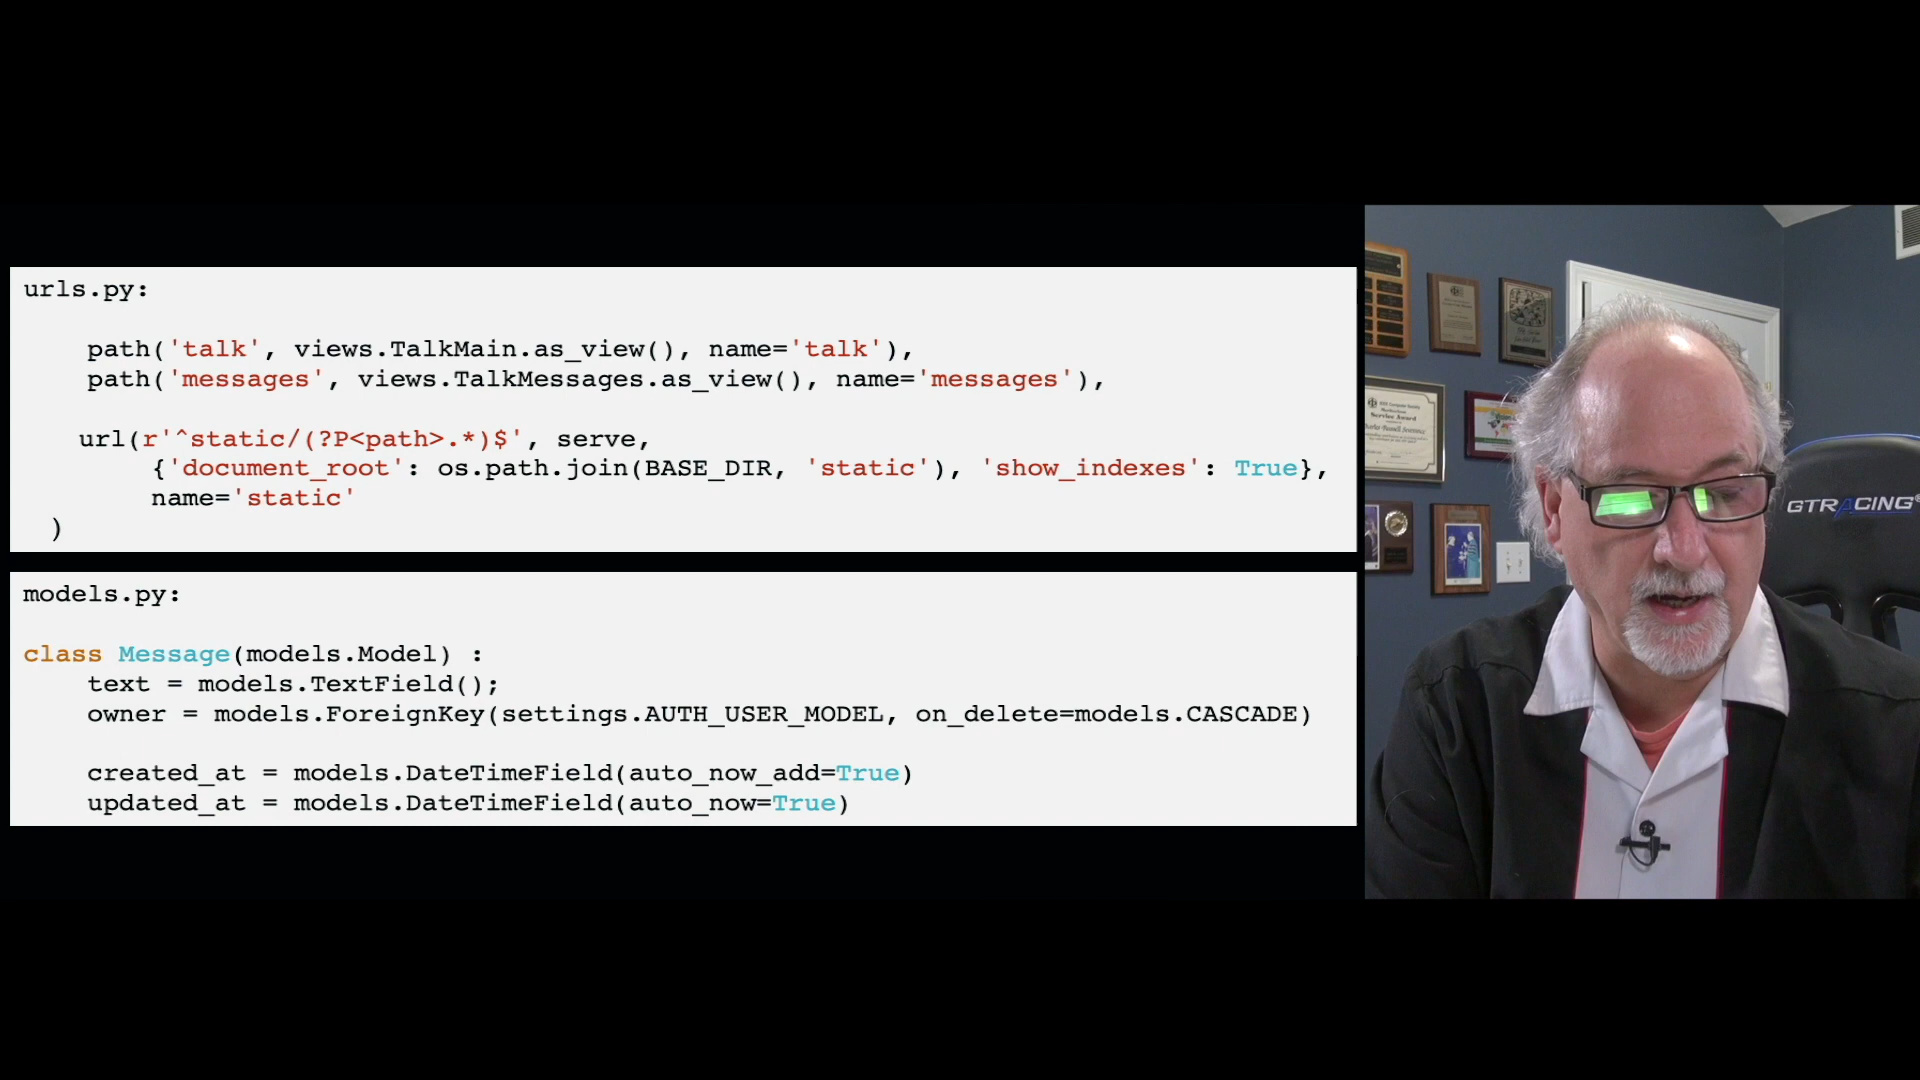 urls.py:
path('talk', views.TalkMain.as_view(), name='talk'),
path('messages', views.TalkMessages.as_view(), name='messages'),
url(r'^static/(?P<path>.*)$', serve,
{'document_root': os.path.join(BASE_DIR, 'static'), 'show_indexes': True},
name='static'
)
models.py:
class Message(models.Model) :
text = models.TextField();
owner = models.ForeignKey(settings.AUTH_USER_MODEL, on_delete=models.CASCADE)
created_at = models.DateTimeField(auto_now_add=True)
updated_at = models.DateTimeField(auto_now=True)
Service Award
GTRACING